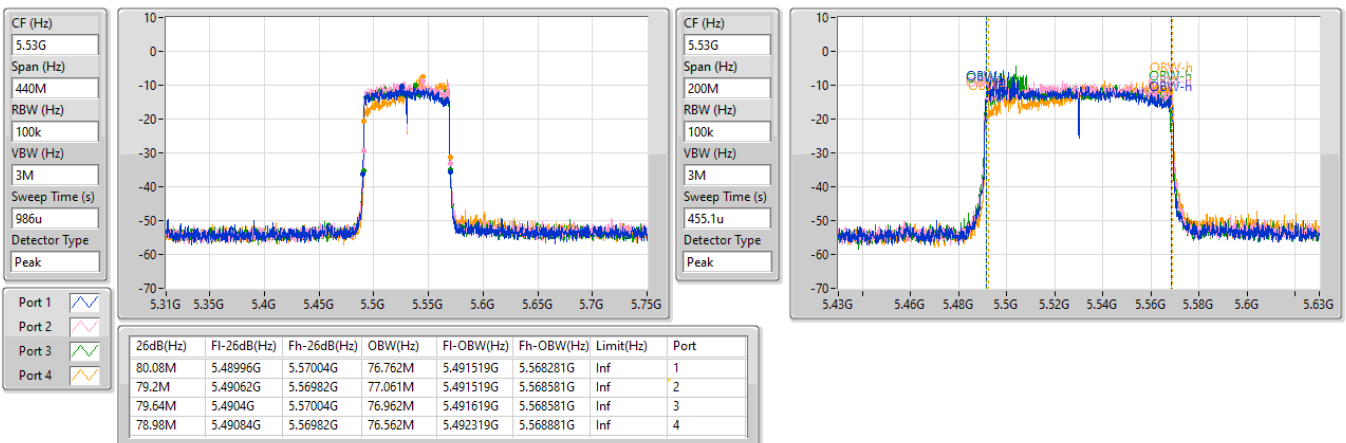 CF (Hz)
5.53G
Span (Hz)
440M
RBW (Hz)
100k
VBW (Hz)
3M
Sweep Time (s)
986u
Detector Type
Peak
10-
0-
-10-
-20-
-30-
-40-
-50-
-60-
-70-
5.31G 5.35G 5.4G 5.45G 5.5G 5.55G 5.6G 5.65G 5.7G 5.75G
CF (Hz)
5.53G
Span (Hz)
200M
RBW (Hz)
100k
VBW (Hz)
3M
Sweep Time (s)
455.1u
Detector Type
Peak
10-
0-
-10-
-20-
-30-
-40-
-50-
-60-
-70-
OBW-h
OBW-h
OBW-h
5.43G 5.46G 5.48G 5.5G 5.52G 5.54G 5.56G 5.58G 5.6G 5.63G
Port 1
Port 2
Port 3
Port 4
26dB(Hz) Fl-26dB(Hz) Fh-26dB(Hz) OBW(Hz) Fl-OBW(Hz) Fh-OBW(Hz) Limit(Hz) Port
80.08M 5.48996G 5.57004G 76.762M 5.491519G 5.568281G Inf 1
79.2M 5.49062G 5.56982G 77.061M 5.491519G 5.568581G Inf 2
79.64M 5.4904G 5.57004G 76.962M 5.491619G 5.568581G Inf 3
78.98M 5.49084G 5.56982G 76.562M 5.492319G 5.568881G Inf 4